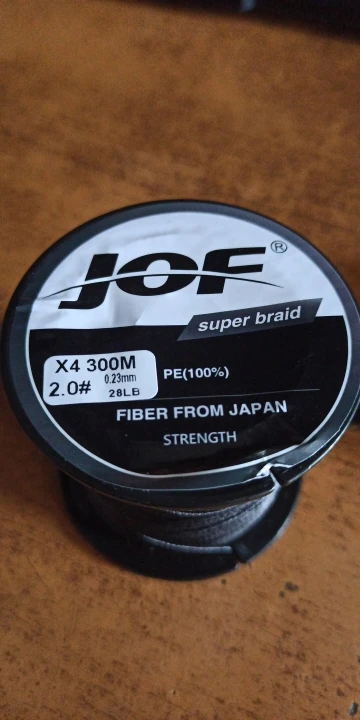 JOF®
super braid
X4 300M
2.0# 0.23mm
28LB
PE(100%)
FIBER FROM JAPAN
STRENGTH